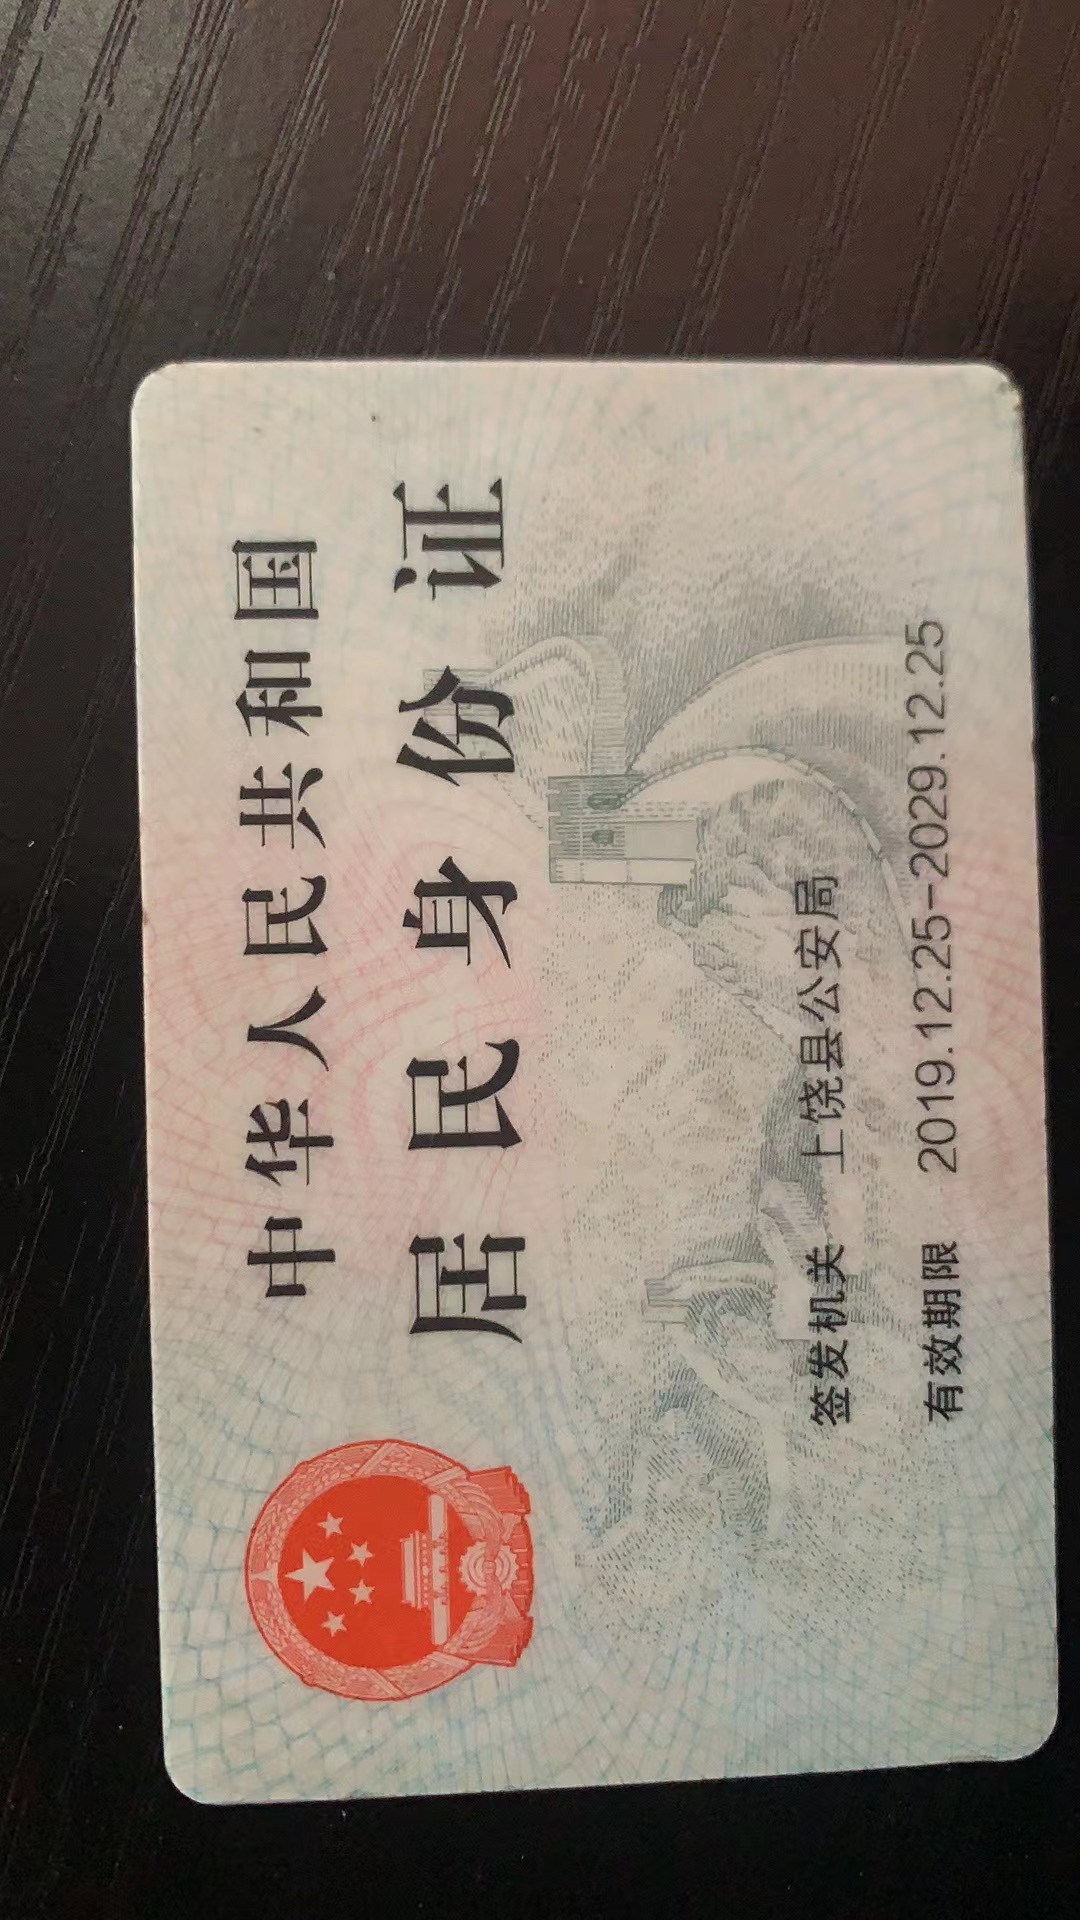 中华人民共和国
居民身份证
签发机关 上饶县公安局
有效期限 2019.12.25-2029.12.25